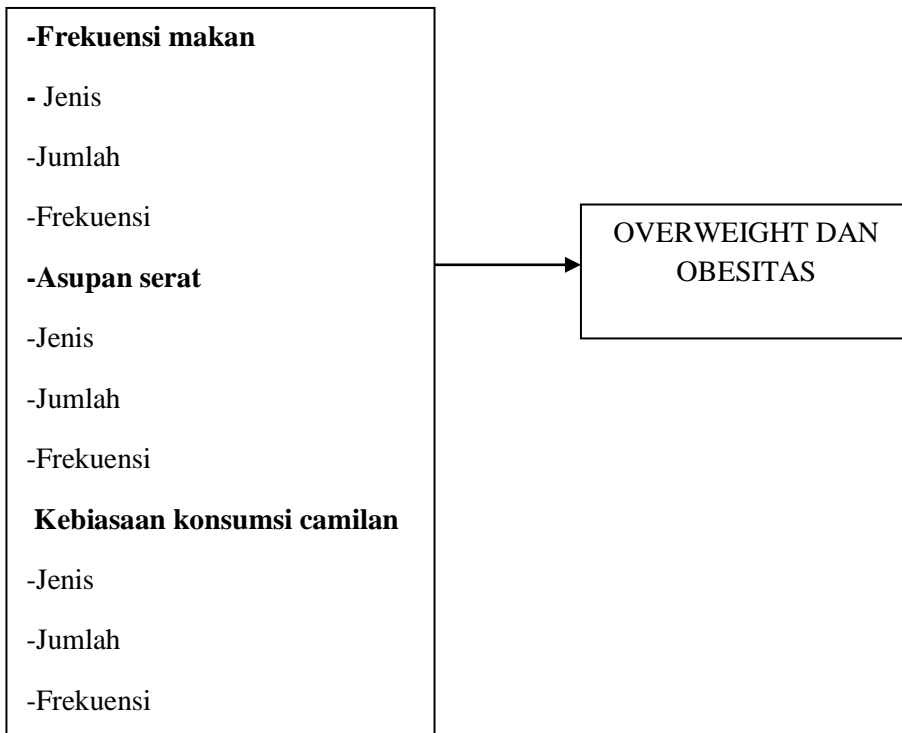 -Frekuensi makan
- Jenis
-Jumlah
-Frekuensi
-Asupan serat
-Jenis
-Jumlah
-Frekuensi
Kebiasaan konsumsi camilan
-Jenis
-Jumlah
-Frekuensi
OVERWEIGHT DAN
OBESITAS